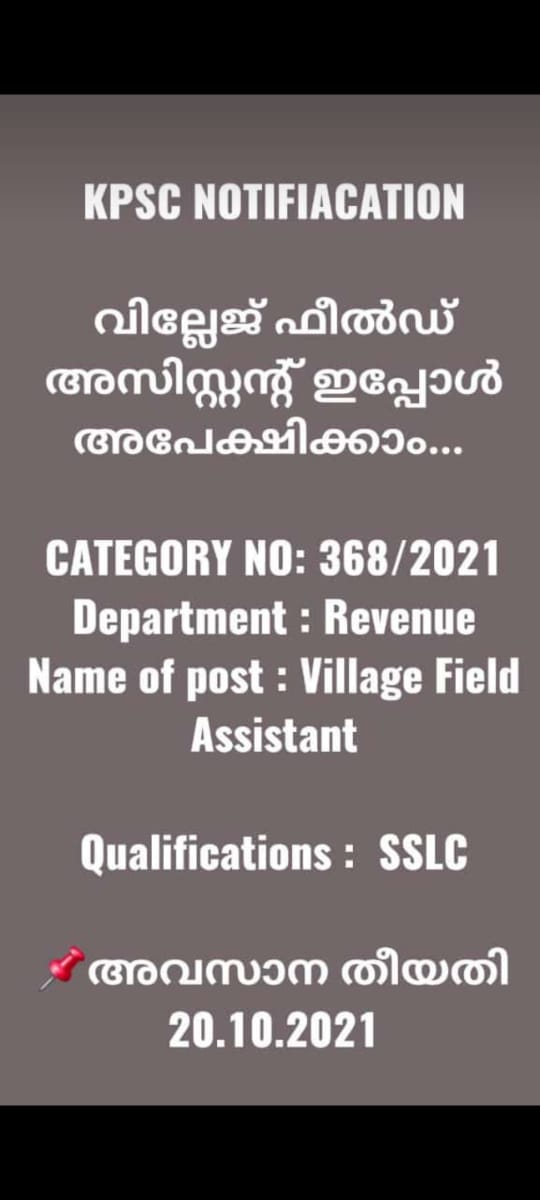 KPSC NOTIFIACATION
വില്ലേജ് ഫീൽഡ്
അസിസ്റ്റന്റ് ഇപ്പോൾ
അപേക്ഷിക്കാം...
CATEGORY NO: 368/2021
Department : Revenue
Name of post : Village Field
Assistant
Qualifications : SSLC
📌അവസാന തീയതി
20.10.2021